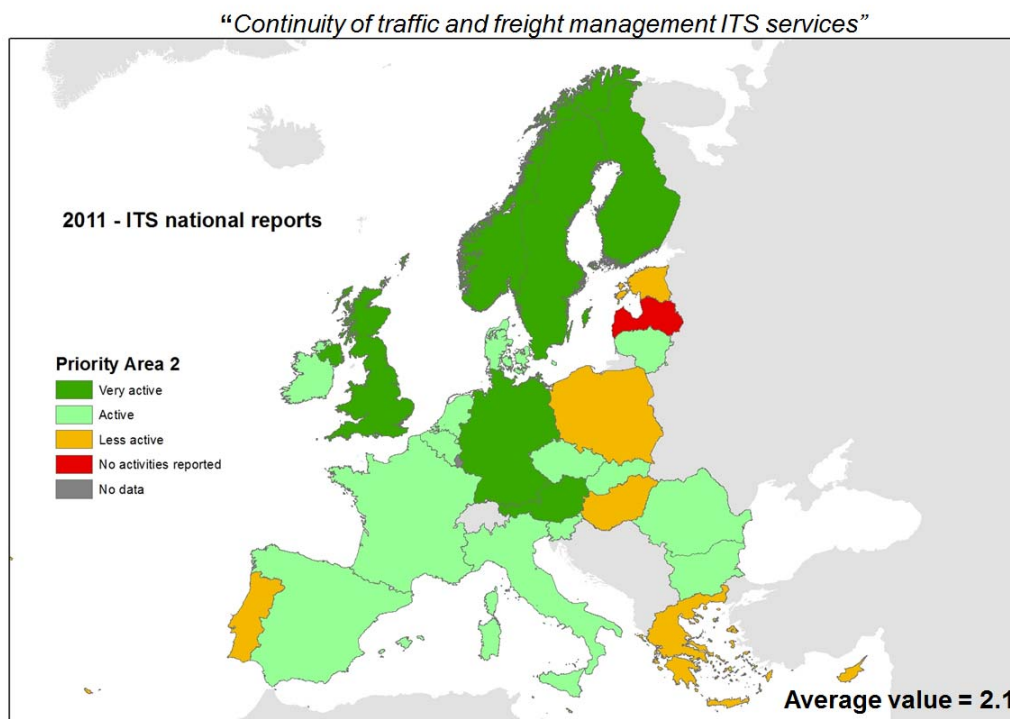 “Continuity of traffic and freight management ITS services”
2011 - ITS national reports
Priority Area 2
Very active
Active
Less active
No activities reported
No data
Average value = 2.1